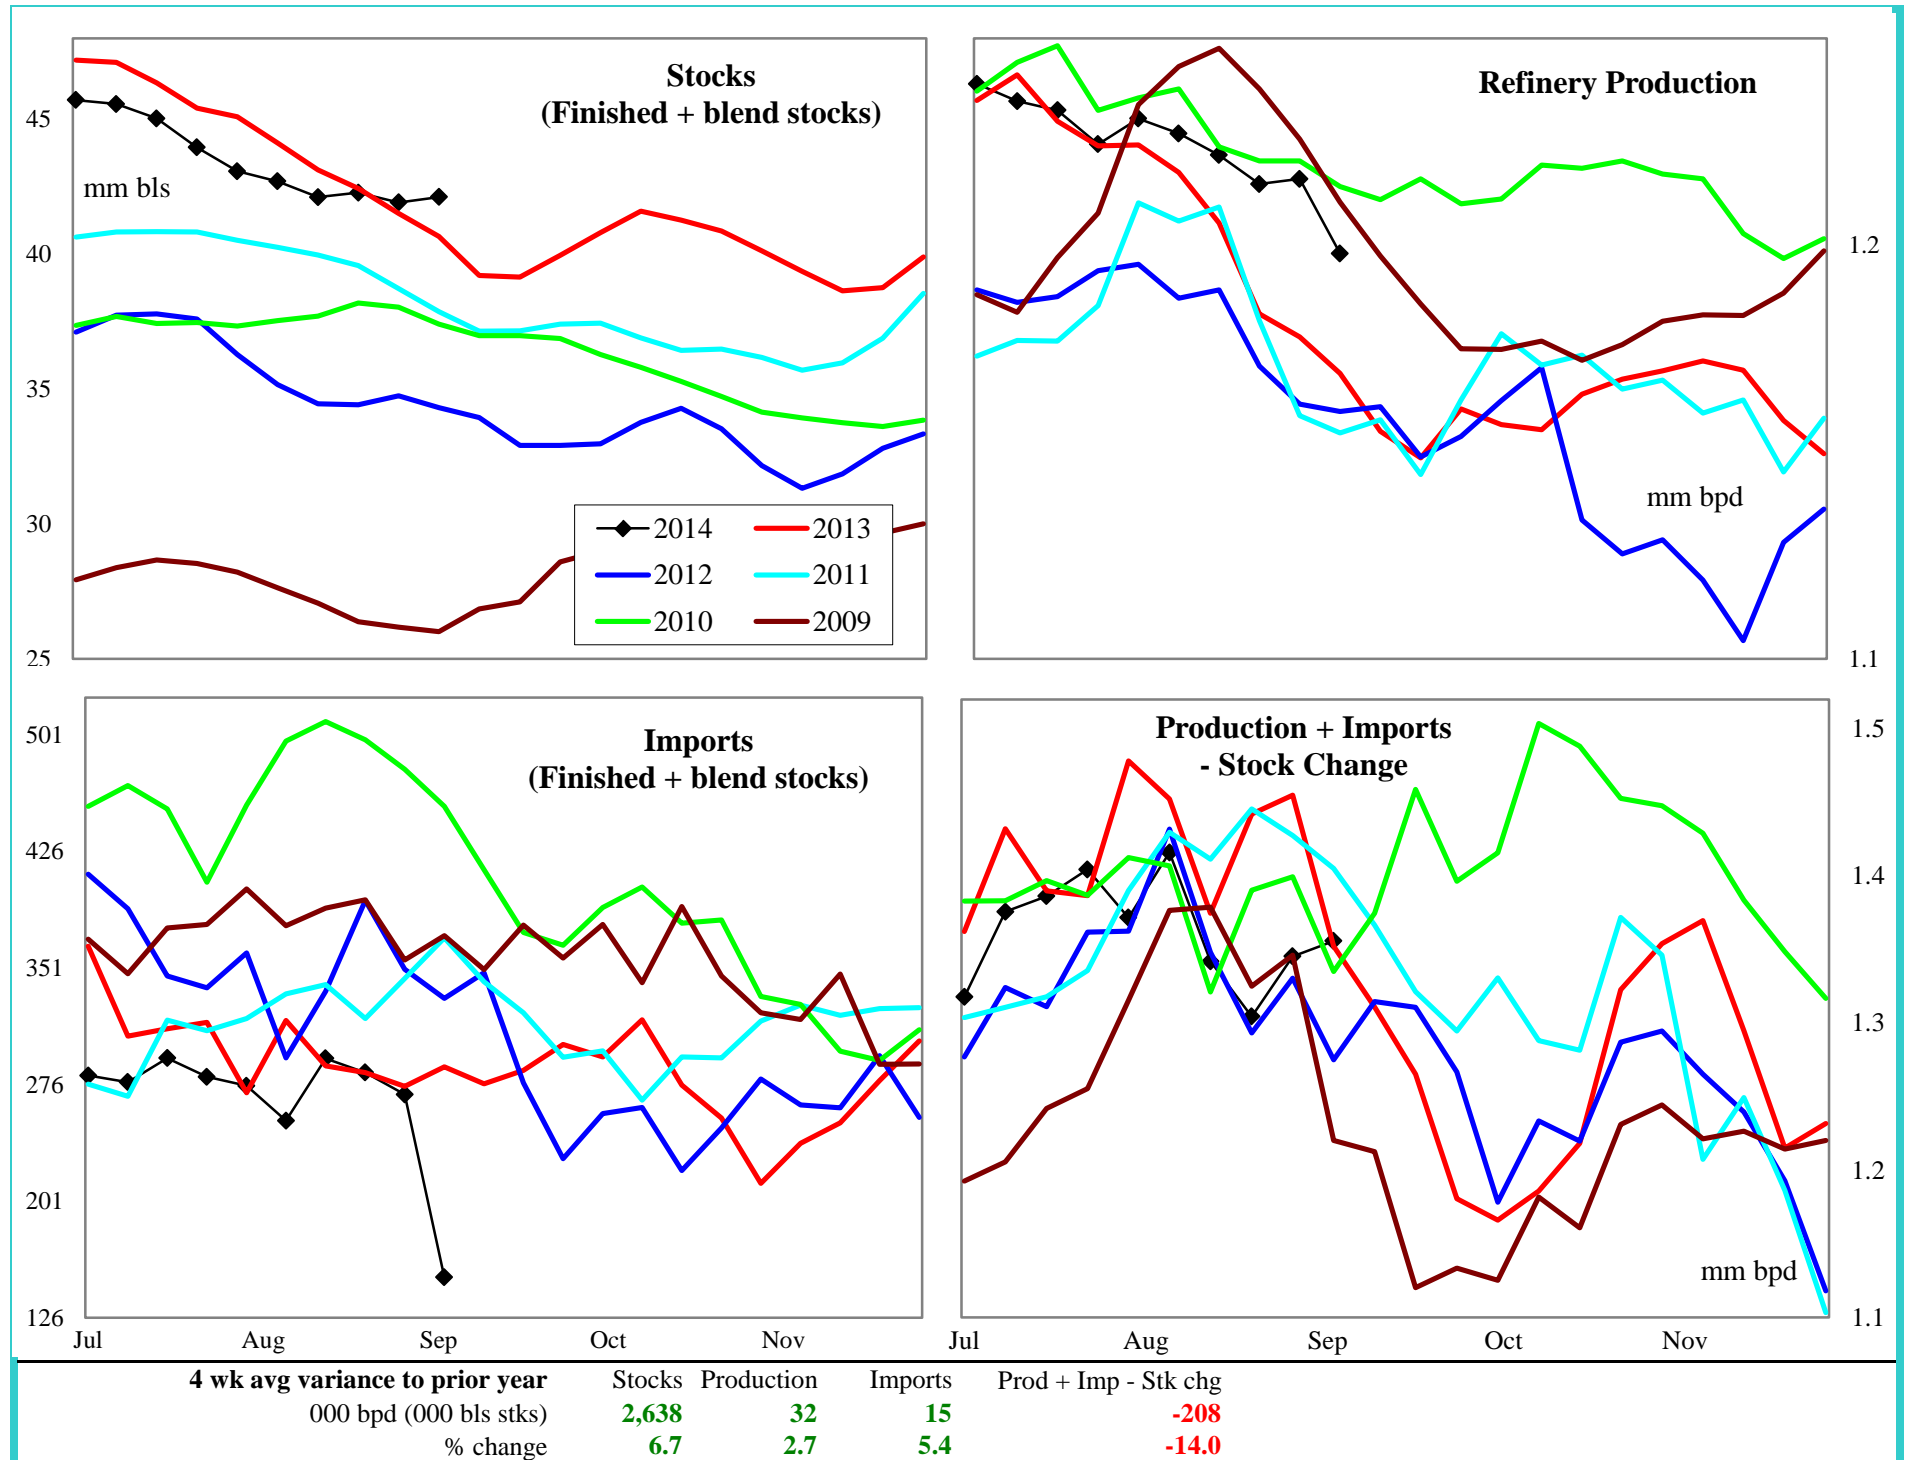 Stocks
(Finished + blend stocks)
mm bls
45
40
35
30
25
2014
2013
2012
2011
2010
2009
Refinery Production
mm bpd
1.2
1.1
Imports
(Finished + blend stocks)
501
426
351
276
201
126
Jul Aug Sep Oct Nov
Production + Imports
- Stock Change
mm bpd
1.5
1.4
1.3
1.2
1.1
Jul Aug Sep Oct Nov
4 wk avg variance to prior year Stocks Production Imports Prod + Imp - Stk chg
000 bpd (000 bls stks) 2,638 32 15 -208
% change 6.7 2.7 5.4 -14.0